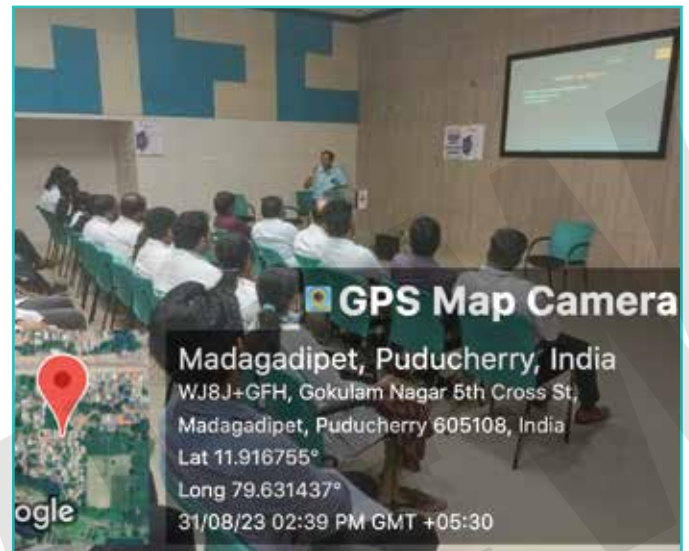 GPS Map Camera
Madagadipet, Puducherry, India
WJ8J+GFH, Gokulam Nagar 5th Cross St,
Madagadipet, Puducherry 605108, India
Lat 11.916755°
Long 79.631437°
31/08/23 02:39 PM GMT +05:30
ogle